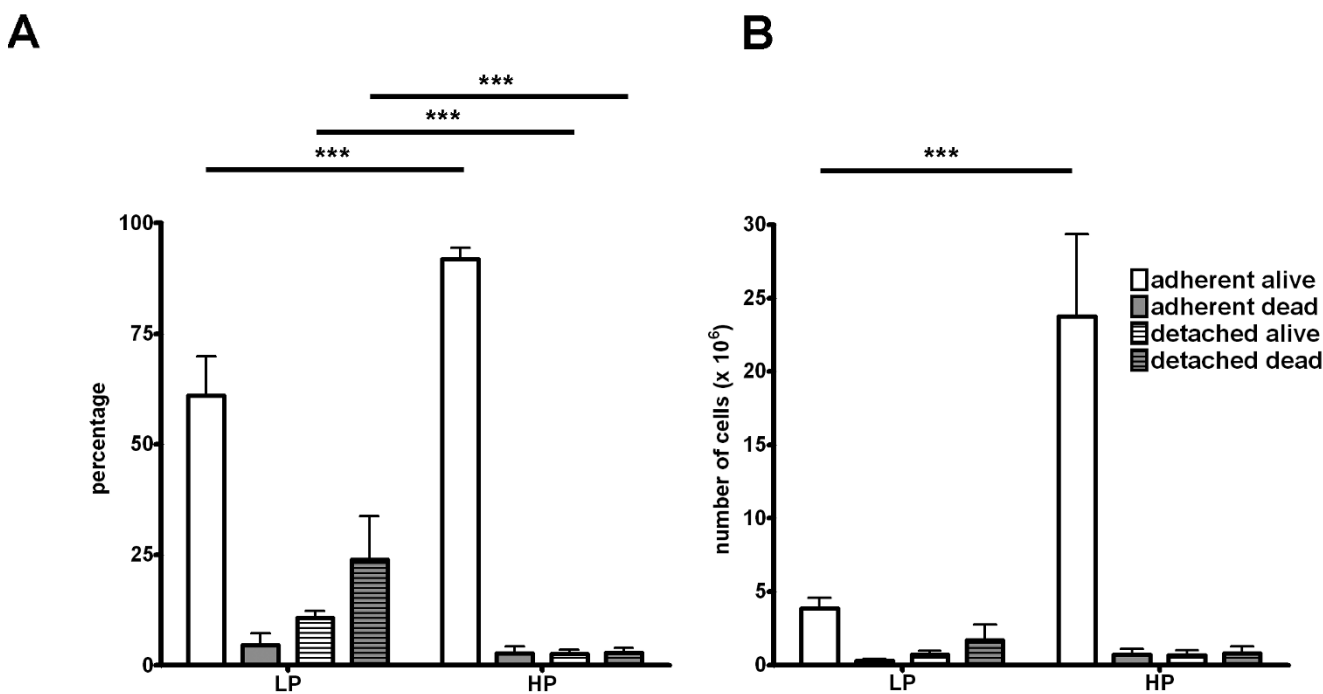 A
***
***
***
100
75
50
25
0
percentage
LP
HP
B
***
30
25
20
15
10
5
0
number of cells (x 10⁶)
LP
HP
adherent alive
adherent dead
detached alive
detached dead